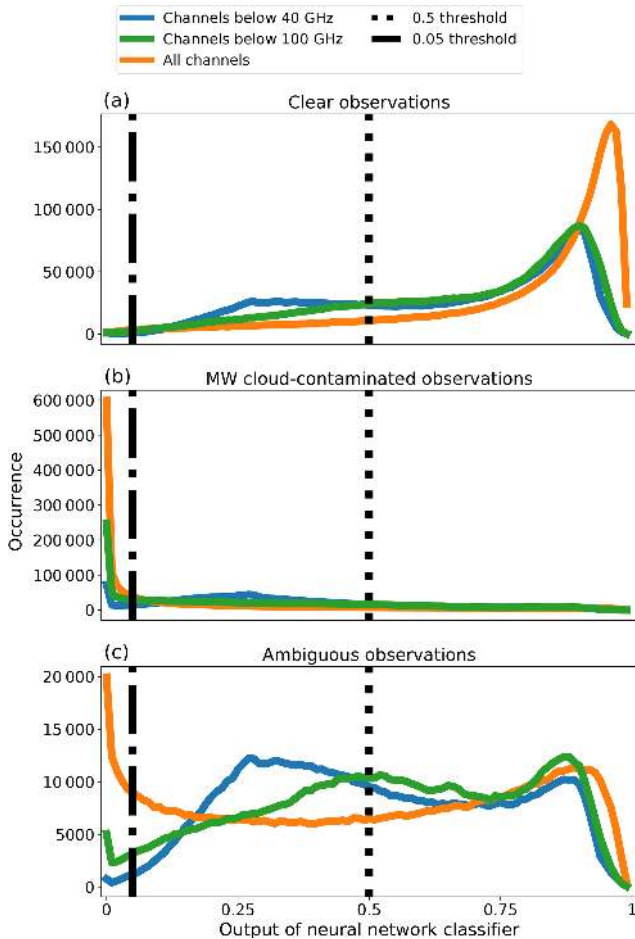 Channels below 40 GHz
Channels below 100 GHz
All channels
0.5 threshold
0.05 threshold
(a)
Clear observations
150 000
100 000
50 000
0
(b)
MW cloud-contaminated observations
600 000
500 000
400 000
300 000
200 000
100 000
0
Occurrence
(c)
Ambiguous observations
20 000
15 000
10 000
5000
0
0 0.25 0.5 0.75 1
Output of neural network classifier